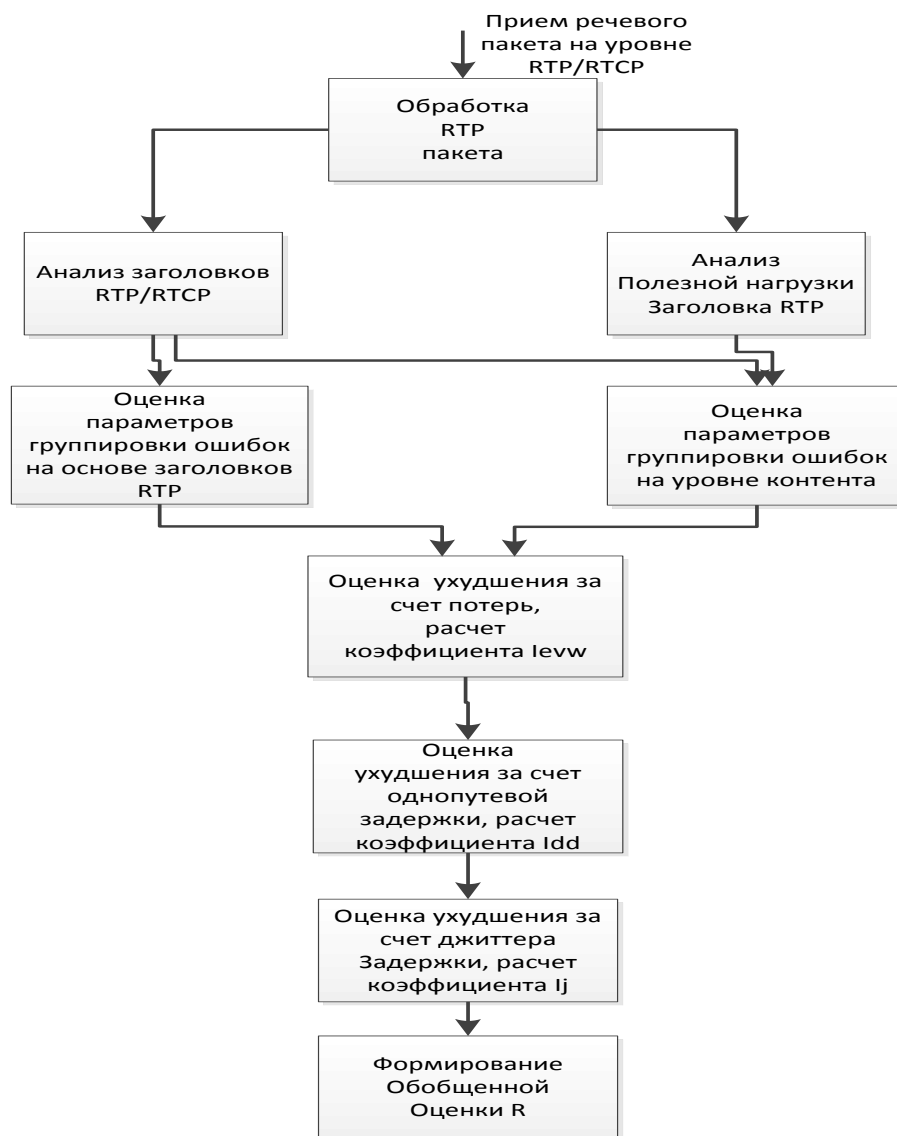 Прием речевого
пакета на уровне
RTP/RTCP
Обработка
RTP
пакета
Анализ заголовков
RTP/RTCP
Анализ
Полезной нагрузки
Заголовка RTP
Оценка
параметров
группировки ошибок
на основе заголовков
RTP
Оценка
параметров
группировки ошибок
на уровне контента
Оценка ухудшения за
счет потерь,
расчет
коэффициента Ievw
Оценка
ухудшения за счет
однопутевой
задержки, расчет
коэффициента Idd
Оценка ухудшения за
счет джиттера
Задержки, расчет
коэффициента Ij
Формирование
Обобщенной
Оценки R